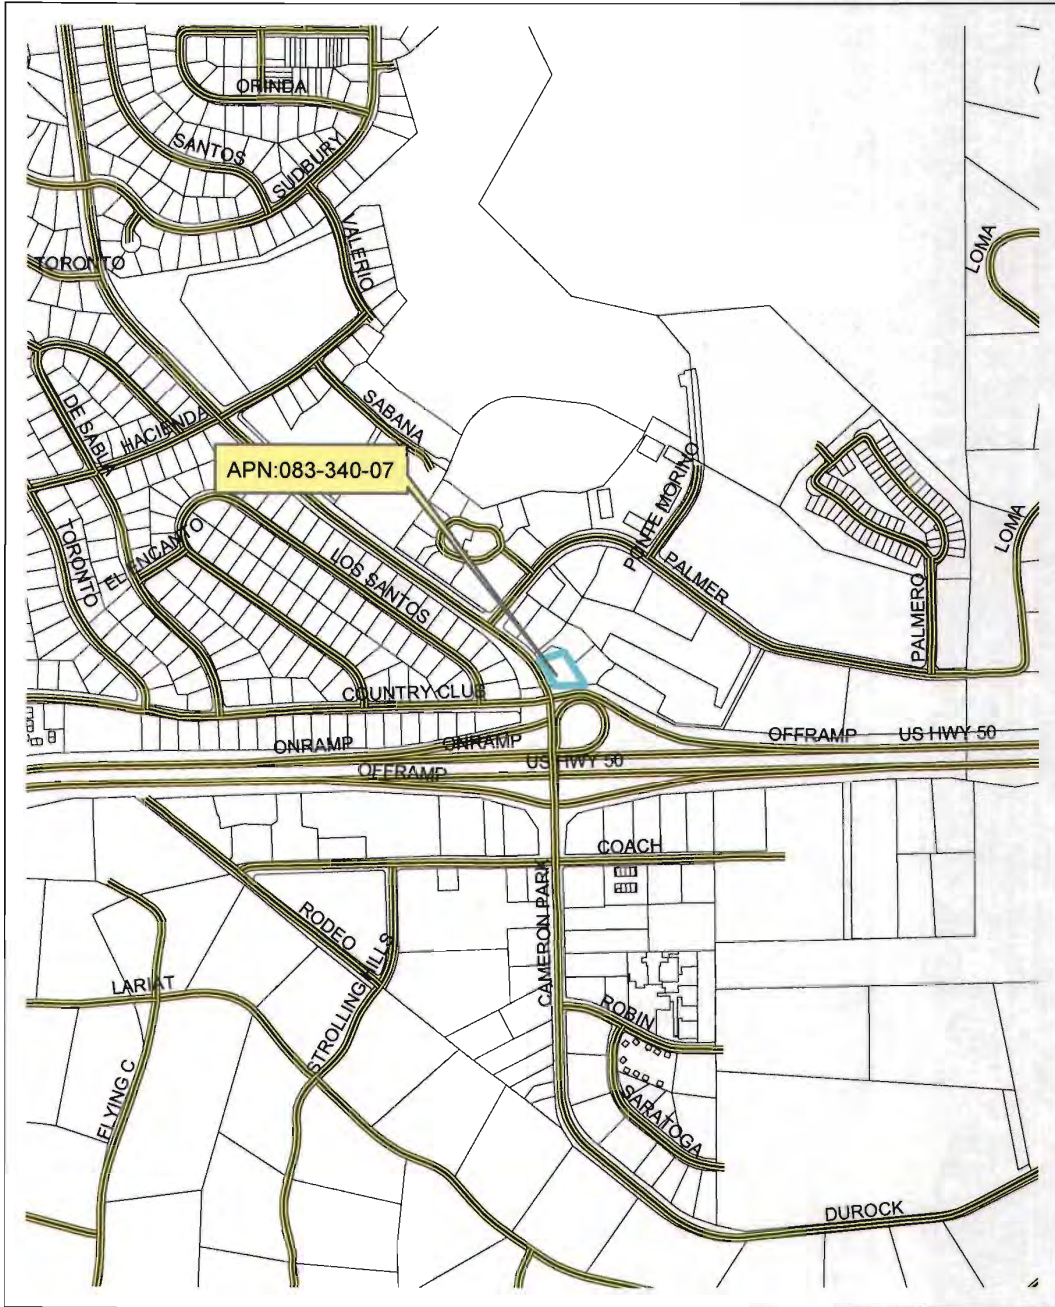 ORINDA
SANTOS
SUDBURY
VALERIO
TORONTO
LOMA
SABANA
DE SABLA
HACIENDA
APN:083-340-07
PONTE MORINO
LOMA
TORONTO
EL ENCANTO
LOS SANTOS
PALMER
PALMERO
COUNTRY CLUB
ONRAMP
ONRAMP
OFFRAMP
US HWY 50
US HWY 50
OFFRAMP
COACH
CAMERON PARK
RODEO
STROLLING HILLS
LARIAT
ROBIN
FLYING C
SARATOGA
DUROCK